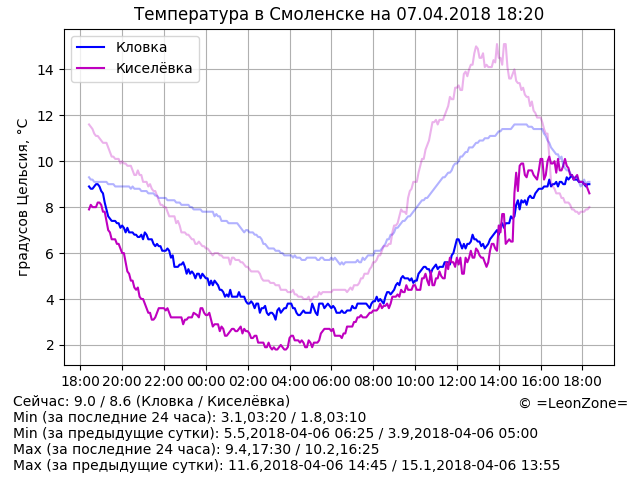 Температура в Смоленске на 07.04.2018 18:20
Кловка
Киселёвка
градусов Цельсия, °C
14
12
10
8
6
4
2
18:00 20:00 22:00 00:00 02:00 04:00 06:00 08:00 10:00 12:00 14:00 16:00 18:00
Сейчас: 9.0 / 8.6 (Кловка / Киселёвка)
© =LeonZone=
Min (за последние 24 часа): 3.1,03:20 / 1.8,03:10
Min (за предыдущие сутки): 5.5,2018-04-06 06:25 / 3.9,2018-04-06 05:00
Max (за последние 24 часа): 9.4,17:30 / 10.2,16:25
Max (за предыдущие сутки): 11.6,2018-04-06 14:45 / 15.1,2018-04-06 13:55